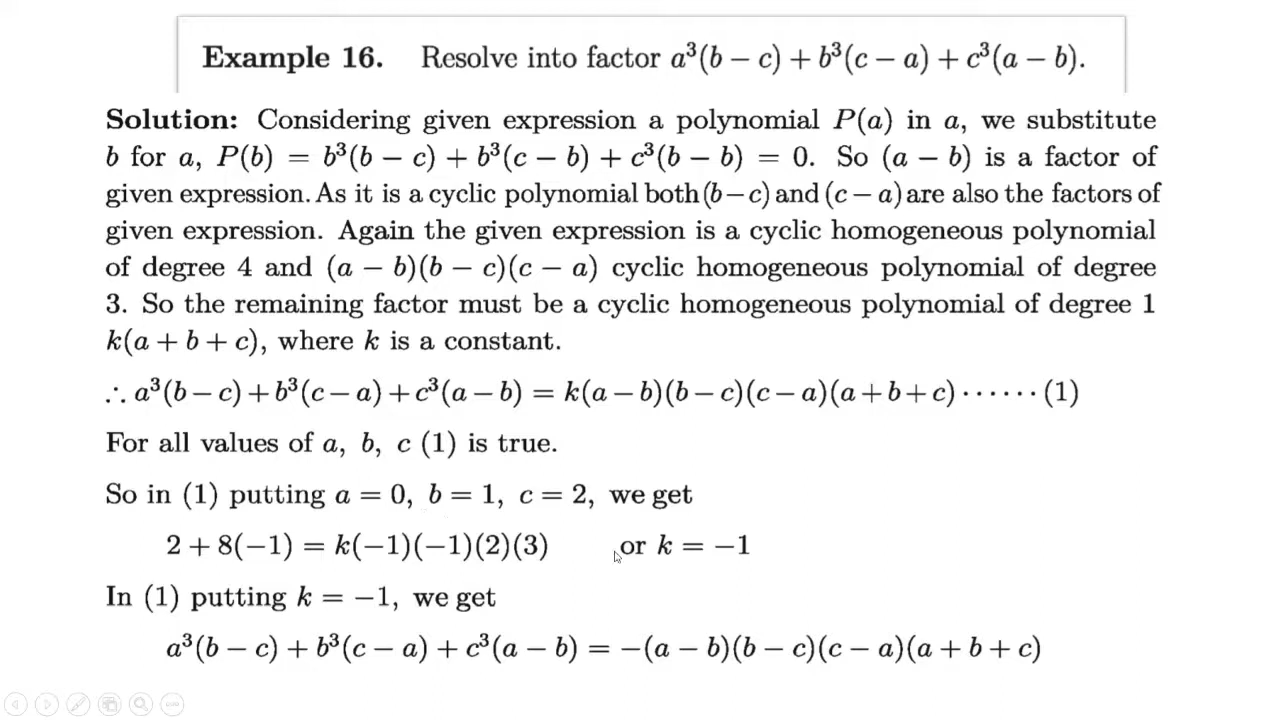 Example 16. Resolve into factor a³(b − c) + b³(c − a) + c³(a − b).
Solution: Considering given expression a polynomial P(a) in a, we substitute
b for a, P(b) = b³(b − c) + b³(c − b) + c³(b − b) = 0. So (a − b) is a factor of
given expression. As it is a cyclic polynomial both (b − c) and (c − a) are also the factors of
given expression. Again the given expression is a cyclic homogeneous polynomial
of degree 4 and (a − b)(b − c)(c − a) cyclic homogeneous polynomial of degree
3. So the remaining factor must be a cyclic homogeneous polynomial of degree 1
k(a + b + c), where k is a constant.
∴ a³(b − c) + b³(c − a) + c³(a − b) = k(a − b)(b − c)(c − a)(a + b + c) ⋯⋯ (1)
For all values of a, b, c (1) is true.
So in (1) putting a = 0, b = 1, c = 2, we get
2 + 8(−1) = k(−1)(−1)(2)(3) or k = −1
In (1) putting k = −1, we get
a³(b − c) + b³(c − a) + c³(a − b) = −(a − b)(b − c)(c − a)(a + b + c)